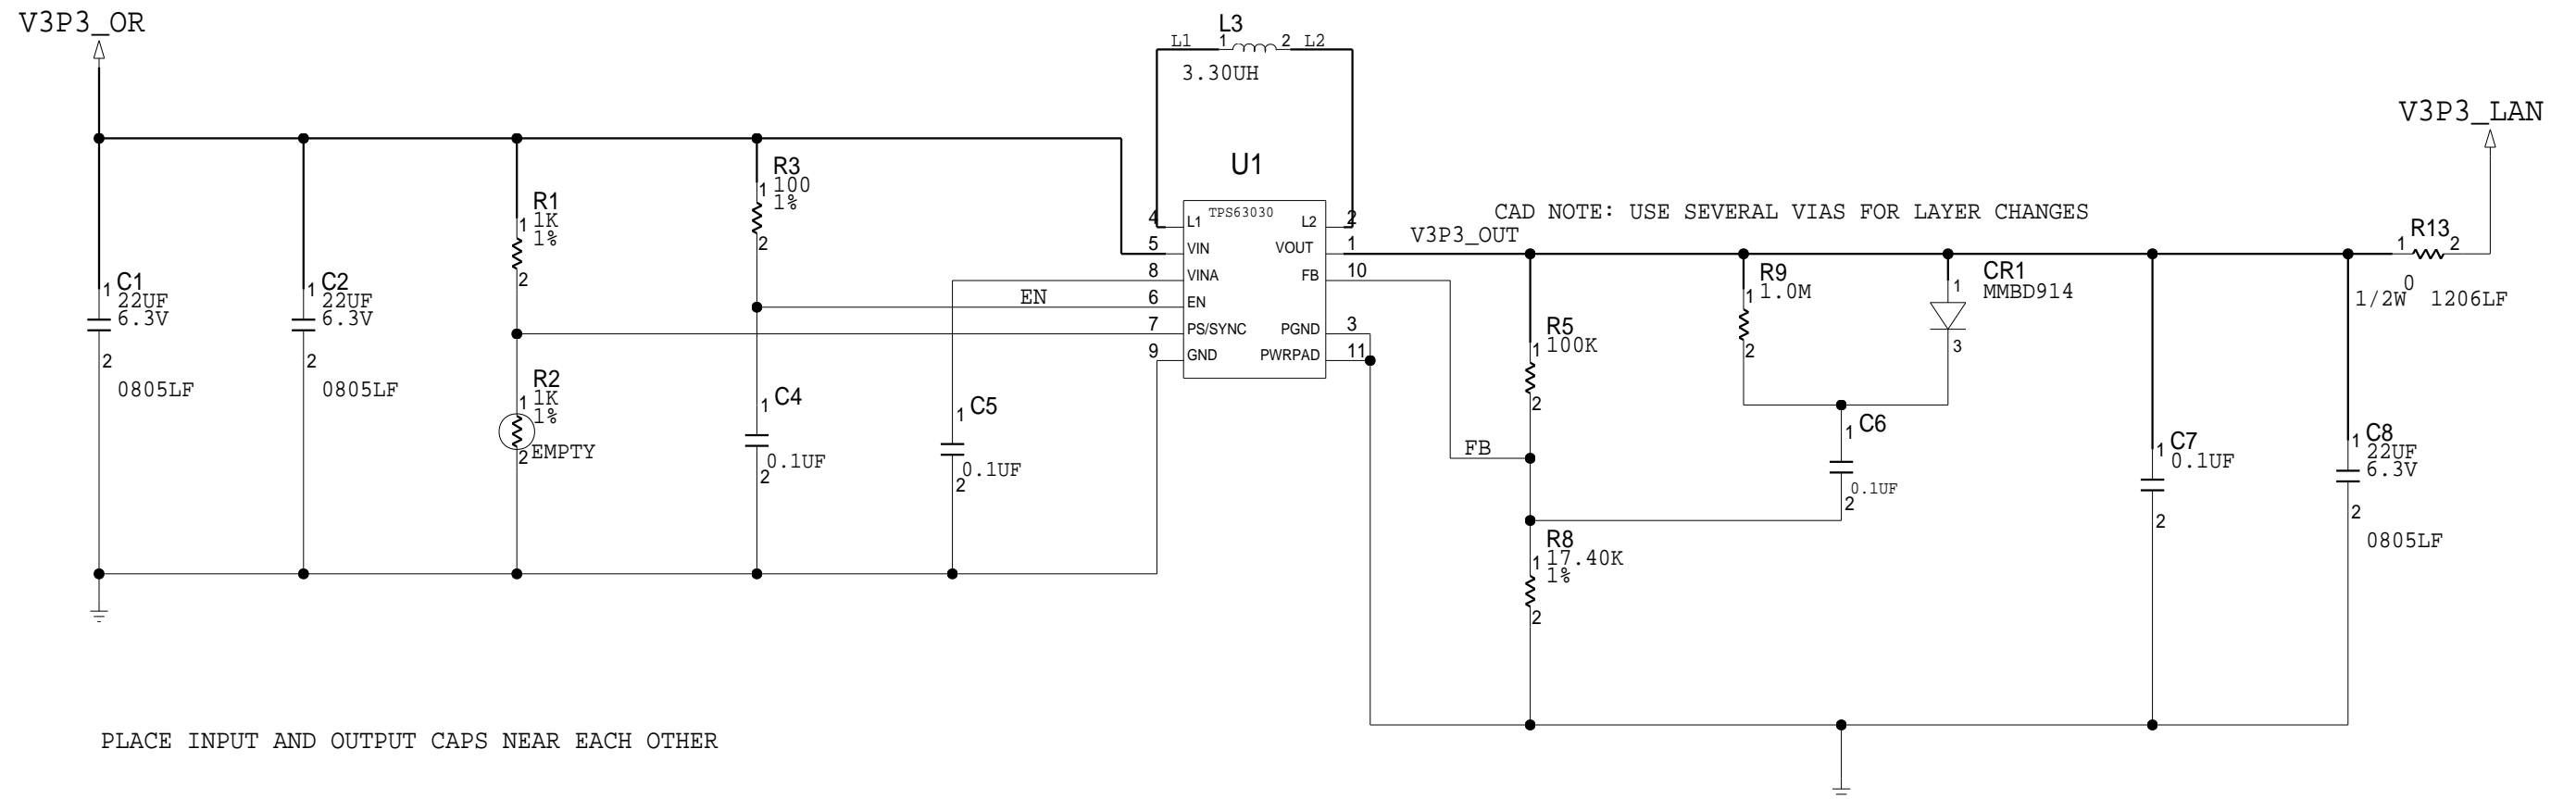 V3P3_OR
C1
1
22UF
6.3V
2
0805LF
C2
1
22UF
6.3V
2
0805LF
R1
1K
1
1%
2
R2
1
1K
1%
2
EMPTY
R3
1
100
1%
2
C4
1
0.1UF
2
C5
1
0.1UF
2
EN
L3
L1
1
2
L2
3.30UH
U1
TPS63030
4
L1
L2
2
5
VIN
VOUT
1
8
VINA
FB
10
6
EN
7
PS/SYNC
PGND
3
9
GND
PWRPAD
11
V3P3_OUT
CAD NOTE: USE SEVERAL VIAS FOR LAYER CHANGES
FB
R5
1
100K
2
R8
1
17.40K
1%
2
R9
1
1.0M
2
CR1
1
MMBD914
3
C6
1
0.1UF
2
C7
1
0.1UF
2
C8
1
22UF
6.3V
2
0805LF
R13
1
2
0
1/2W
1206LF
V3P3_LAN
PLACE INPUT AND OUTPUT CAPS NEAR EACH OTHER